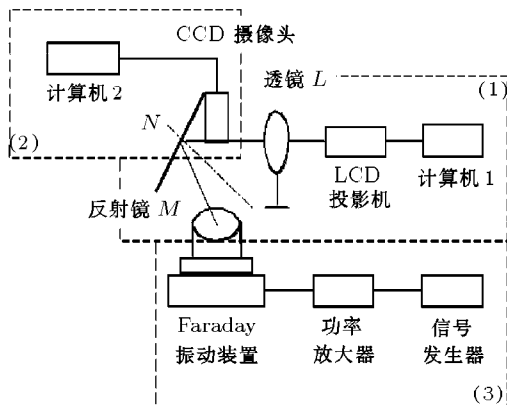 CCD 摄像头
透镜 L
计算机2
N
(1)
(2)
LCD
投影机
计算机1
反射镜 M
Faraday
振动装置
功率
放大器
信号
发生器
(3)